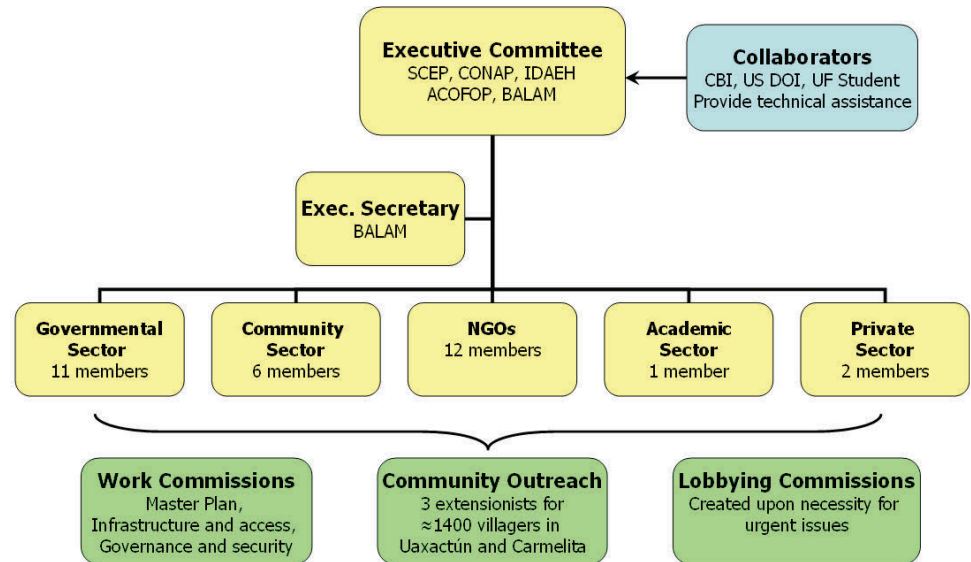 Executive Committee
SCEP, CONAP, IDAEH
ACOFOP, BALAM
Collaborators
CBI, US DOI, UF Student
Provide technical assistance
Exec. Secretary
BALAM
Governmental
Sector
11 members
Community
Sector
6 members
NGOs
12 members
Academic
Sector
1 member
Private
Sector
2 members
Work Commissions
Master Plan,
Infrastructure and access,
Governance and security
Community Outreach
3 extensionists for
≈1400 villagers in
Uaxactún and Carmelita
Lobbying Commissions
Created upon necessity for
urgent issues